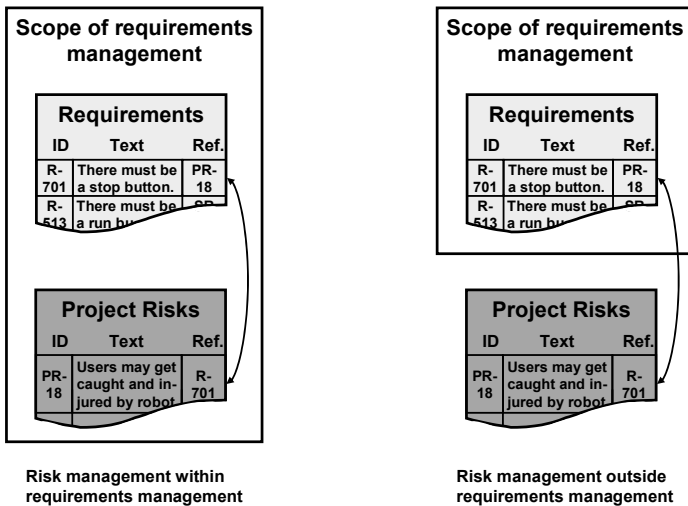 Scope of requirements
management
Requirements
ID Text Ref.
R-
701
There must be
a stop button.
PR-
18
R-
513
There must be
a run
Project Risks
ID Text Ref.
PR-
18
Users may get
caught and in-
jured by robot
R-
701
Risk management within
requirements management
Scope of requirements
management
Requirements
ID Text Ref.
R-
701
There must be
a stop button.
PR-
18
R-
513
There must be
a run
Project Risks
ID Text Ref.
PR-
18
Users may get
caught and in-
jured by robot
R-
701
Risk management outside
requirements management